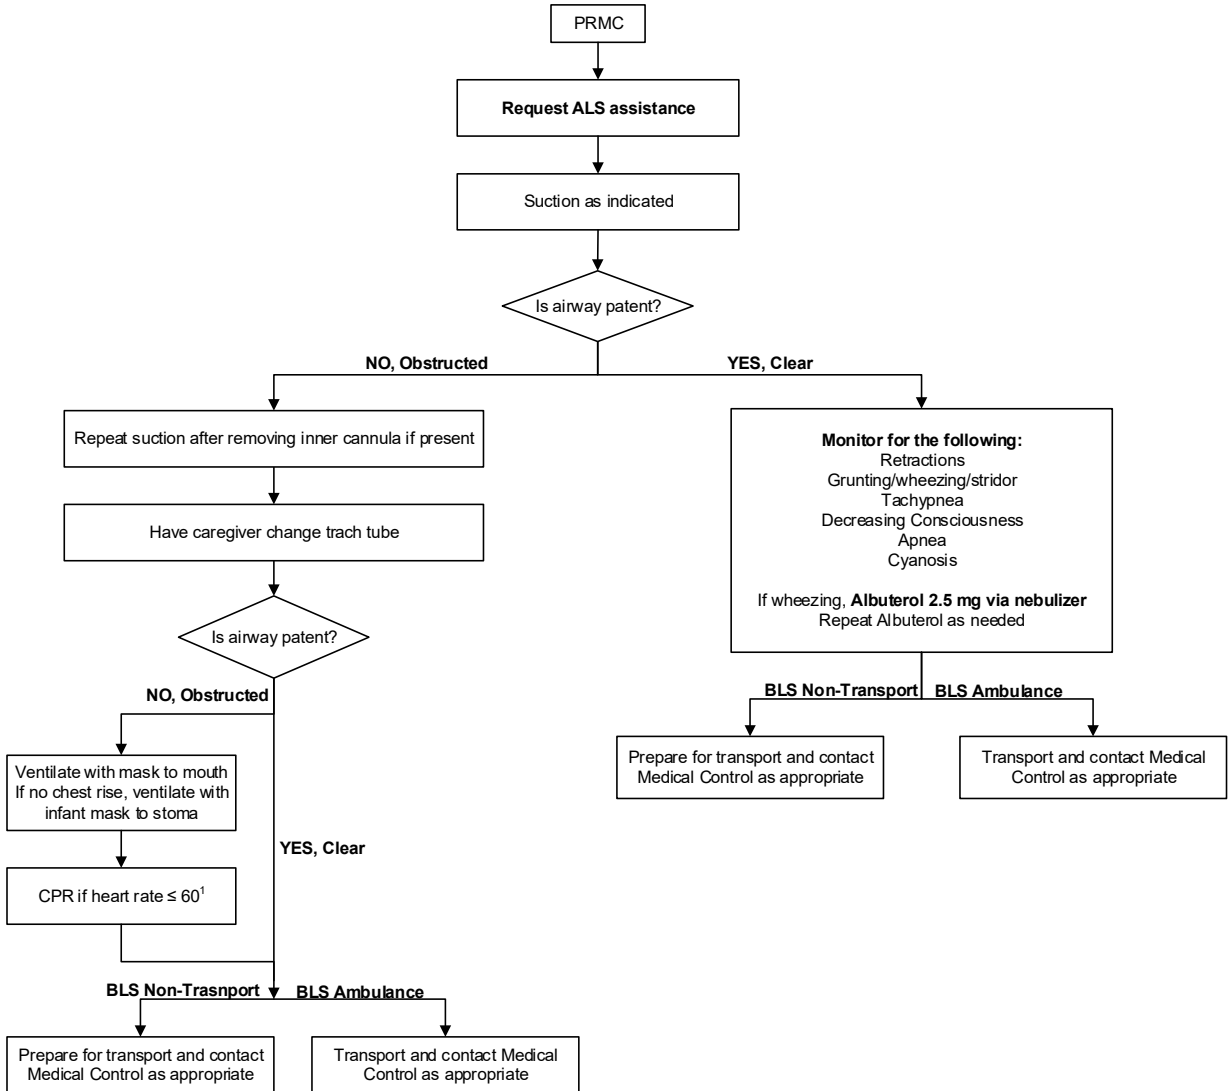 PRMC
Request ALS assistance
Suction as indicated
Is airway patent?
NO, Obstructed
YES, Clear
Repeat suction after removing inner cannula if present
Have caregiver change trach tube
Is airway patent?
NO, Obstructed
Ventilate with mask to mouth
If no chest rise, ventilate with
infant mask to stoma
CPR if heart rate ≤ 60¹
YES, Clear
BLS Non-Trasnport
BLS Ambulance
Prepare for transport and contact
Medical Control as appropriate
Transport and contact Medical
Control as appropriate
Monitor for the following:
Retractions
Grunting/wheezing/stridor
Tachypnea
Decreasing Consciousness
Apnea
Cyanosis
If wheezing, Albuterol 2.5 mg via nebulizer
Repeat Albuterol as needed
BLS Non-Transport
BLS Ambulance
Prepare for transport and contact
Medical Control as appropriate
Transport and contact Medical
Control as appropriate